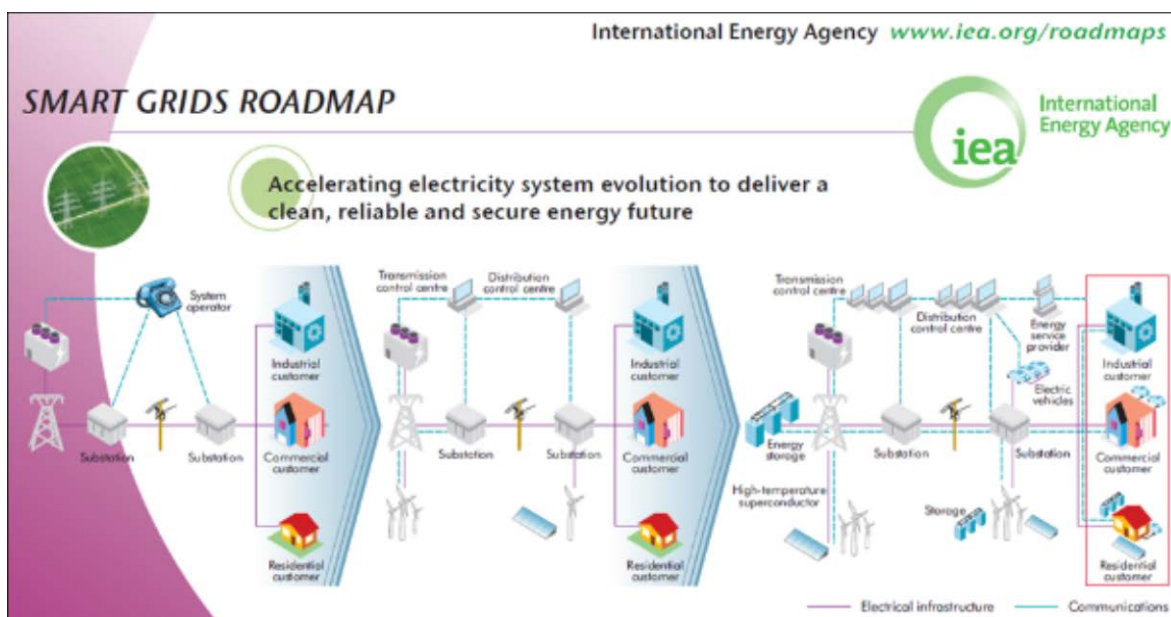 International Energy Agency www.iea.org/roadmaps
SMART GRIDS ROADMAP
iea
International
Energy Agency
Accelerating electricity system evolution to deliver a
clean, reliable and secure energy future
System
operator
Substation
Substation
Industrial
customer
Commercial
customer
Residential
customer
Transmission
control centre
Distribution
control centre
Substation
Substation
Industrial
customer
Commercial
customer
Residential
customer
Transmission
control centre
Distribution
control centre
Energy
service
provider
Electric
vehicles
Energy
storage
Substation
Substation
High-temperature
superconductor
Storage
Industrial
customer
Commercial
customer
Residential
customer
Electrical infrastructure
Communications